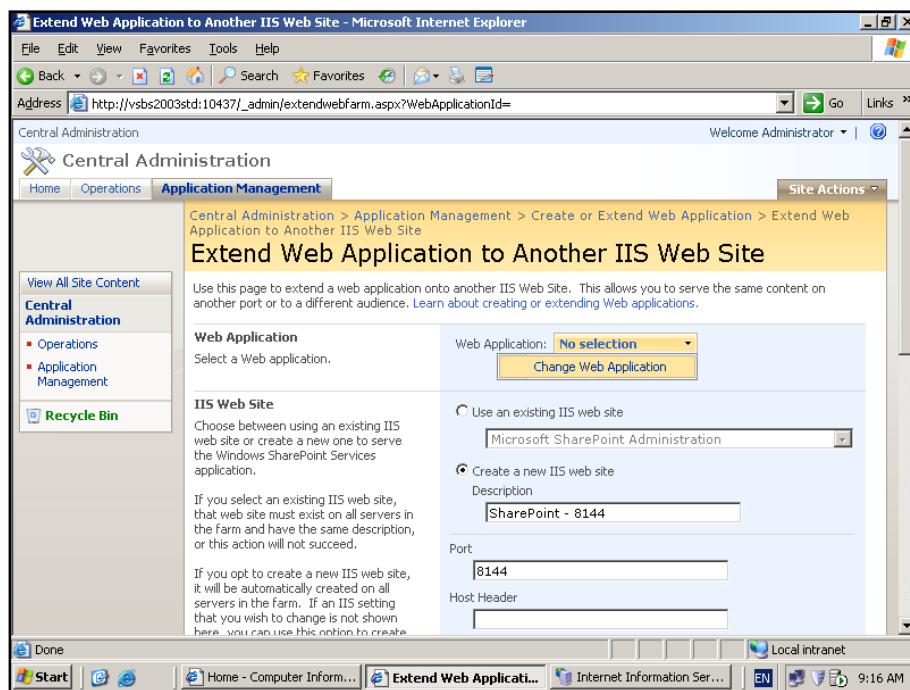 Extend Web Application to Another IIS Web Site - Microsoft Internet Explorer
File Edit View Favorites Tools Help
Back Search Favorites
Address http://vsbs2003std:10437/_admin/extendwebfarm.aspx?WebApplicationId= Go Links »
Central Administration Welcome Administrator
Central Administration
Home Operations Application Management Site Actions
Central Administration > Application Management > Create or Extend Web Application > Extend Web
Application to Another IIS Web Site
Extend Web Application to Another IIS Web Site
View All Site Content
Central
Administration
Operations
Application
Management
Recycle Bin
Use this page to extend a web application onto another IIS Web Site. This allows you to serve the same content on
another port or to a different audience. Learn about creating or extending Web applications.
Web Application
Select a Web application.
Web Application: No selection
Change Web Application
IIS Web Site
Choose between using an existing IIS
web site or create a new one to serve
the Windows SharePoint Services
application.
If you select an existing IIS web site,
that web site must exist on all servers in
the farm and have the same description,
or this action will not succeed.
If you opt to create a new IIS web site,
it will be automatically created on all
servers in the farm. If an IIS setting
that you wish to change is not shown
here, you can use this option to create
Use an existing IIS web site
Microsoft SharePoint Administration
Create a new IIS web site
Description
SharePoint - 8144
Port
8144
Host Header
Done Local intranet
Start Home - Computer Inform... Extend Web Applicati... Internet Information Ser... EN 9:16 AM